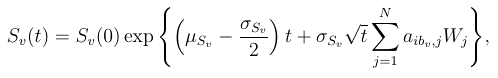 $S_v(t) = S_v(0) \exp \left\{ \left( \mu_{S_v} - \frac{\sigma_{S_v}}{2} \right) t + \sigma_{S_v} \sqrt{t} \sum_{j=1}^{N} a_{ib_v,j} W_j \right\},$